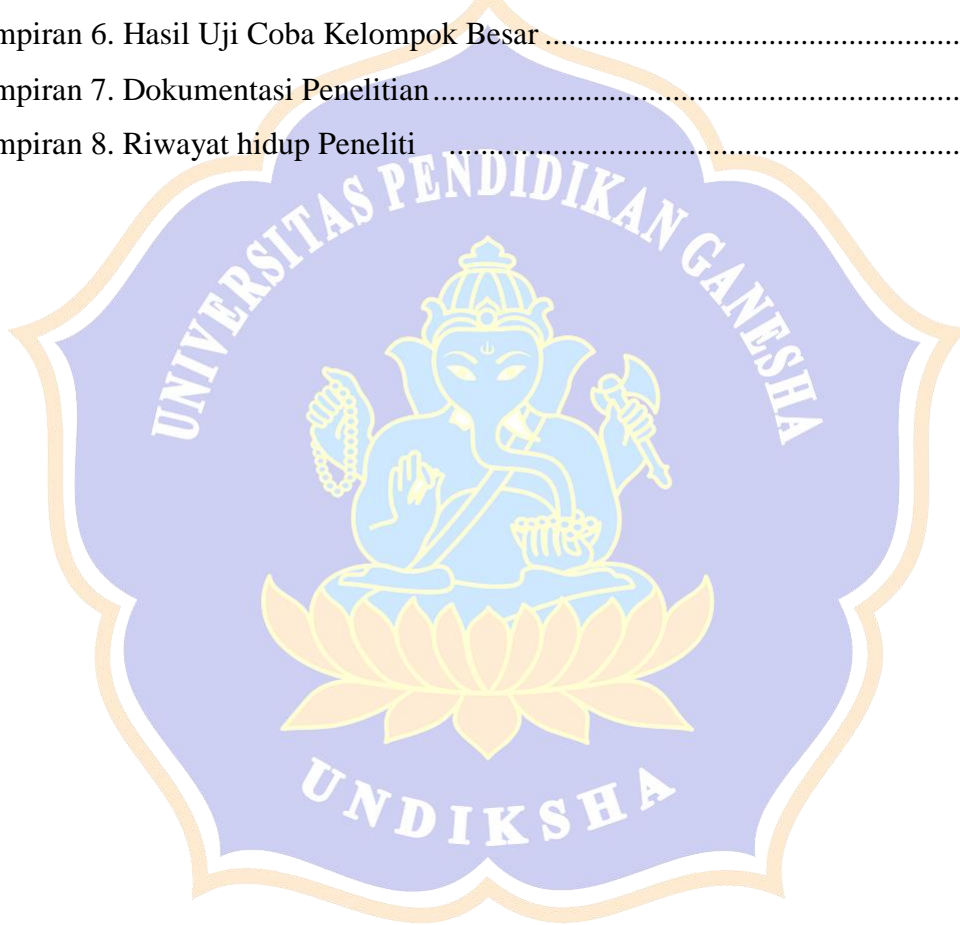 mpiran 6. Hasil Uji Coba Kelompok Besar ................................................................
mpiran 7. Dokumentasi Penelitian ................................................................
mpiran 8. Riwayat hidup Peneliti ................................................................
UNIVERSITAS PENDIDIKAN GANESHA
UNDIKSHA